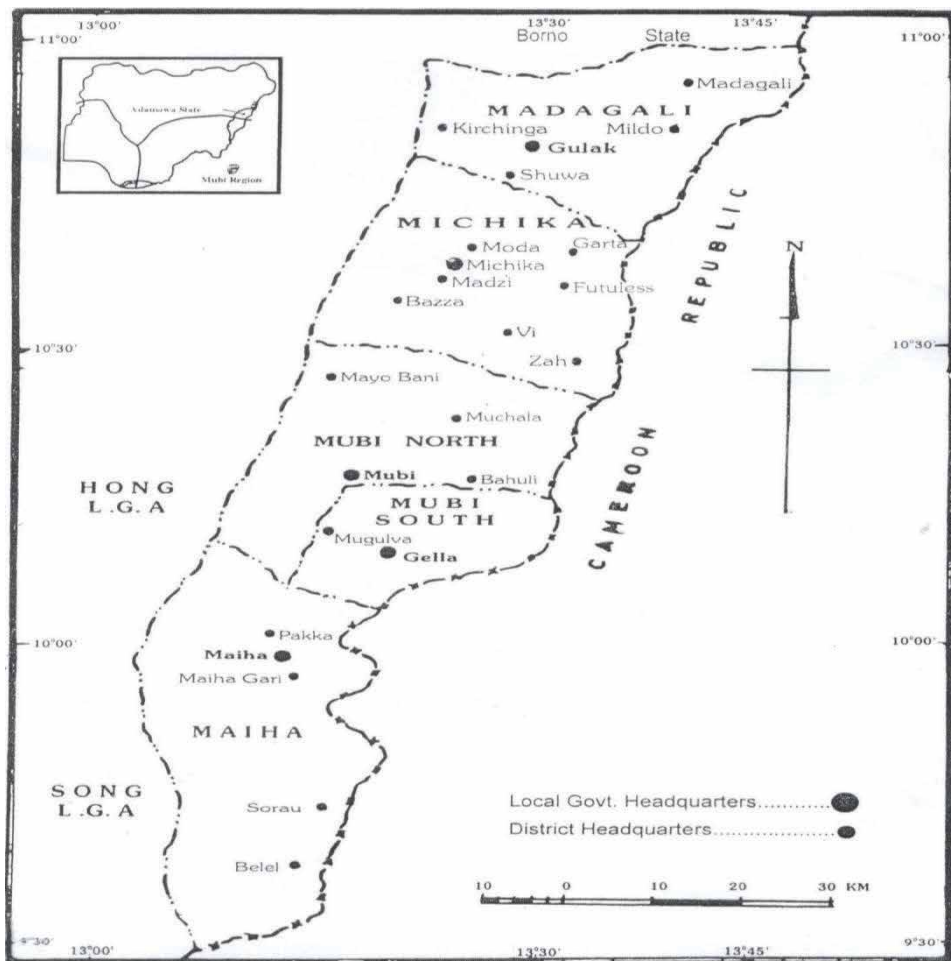 13°00'
13°30'
13°45'
11°00'
Borno State
11°00'
Adamawa State
Mubi Region
Madagali
MADAGALI
Kirchinga
Mildo
Gulak
Shuwa
MICHIKA
Moda
Garta
Michika
Madzi
Futuless
Bazza
Vi
Zah
REPUBLIC
N
10°30'
10°30'
Mayo Bani
Muchala
MUBI NORTH
Mubi
Bahuli
CAMEROON
HONG
L.G.A
MUBI
SOUTH
Mugulva
Gella
10°00'
10°00'
Pakka
Maiha
Maiha Gari
MAIHA
SONG
L.G.A
Sorau
Belel
Local Govt. Headquarters............
District Headquarters..................
10 0 10 20 30 KM
9°30'
13°00'
13°30'
13°45'
9°30'